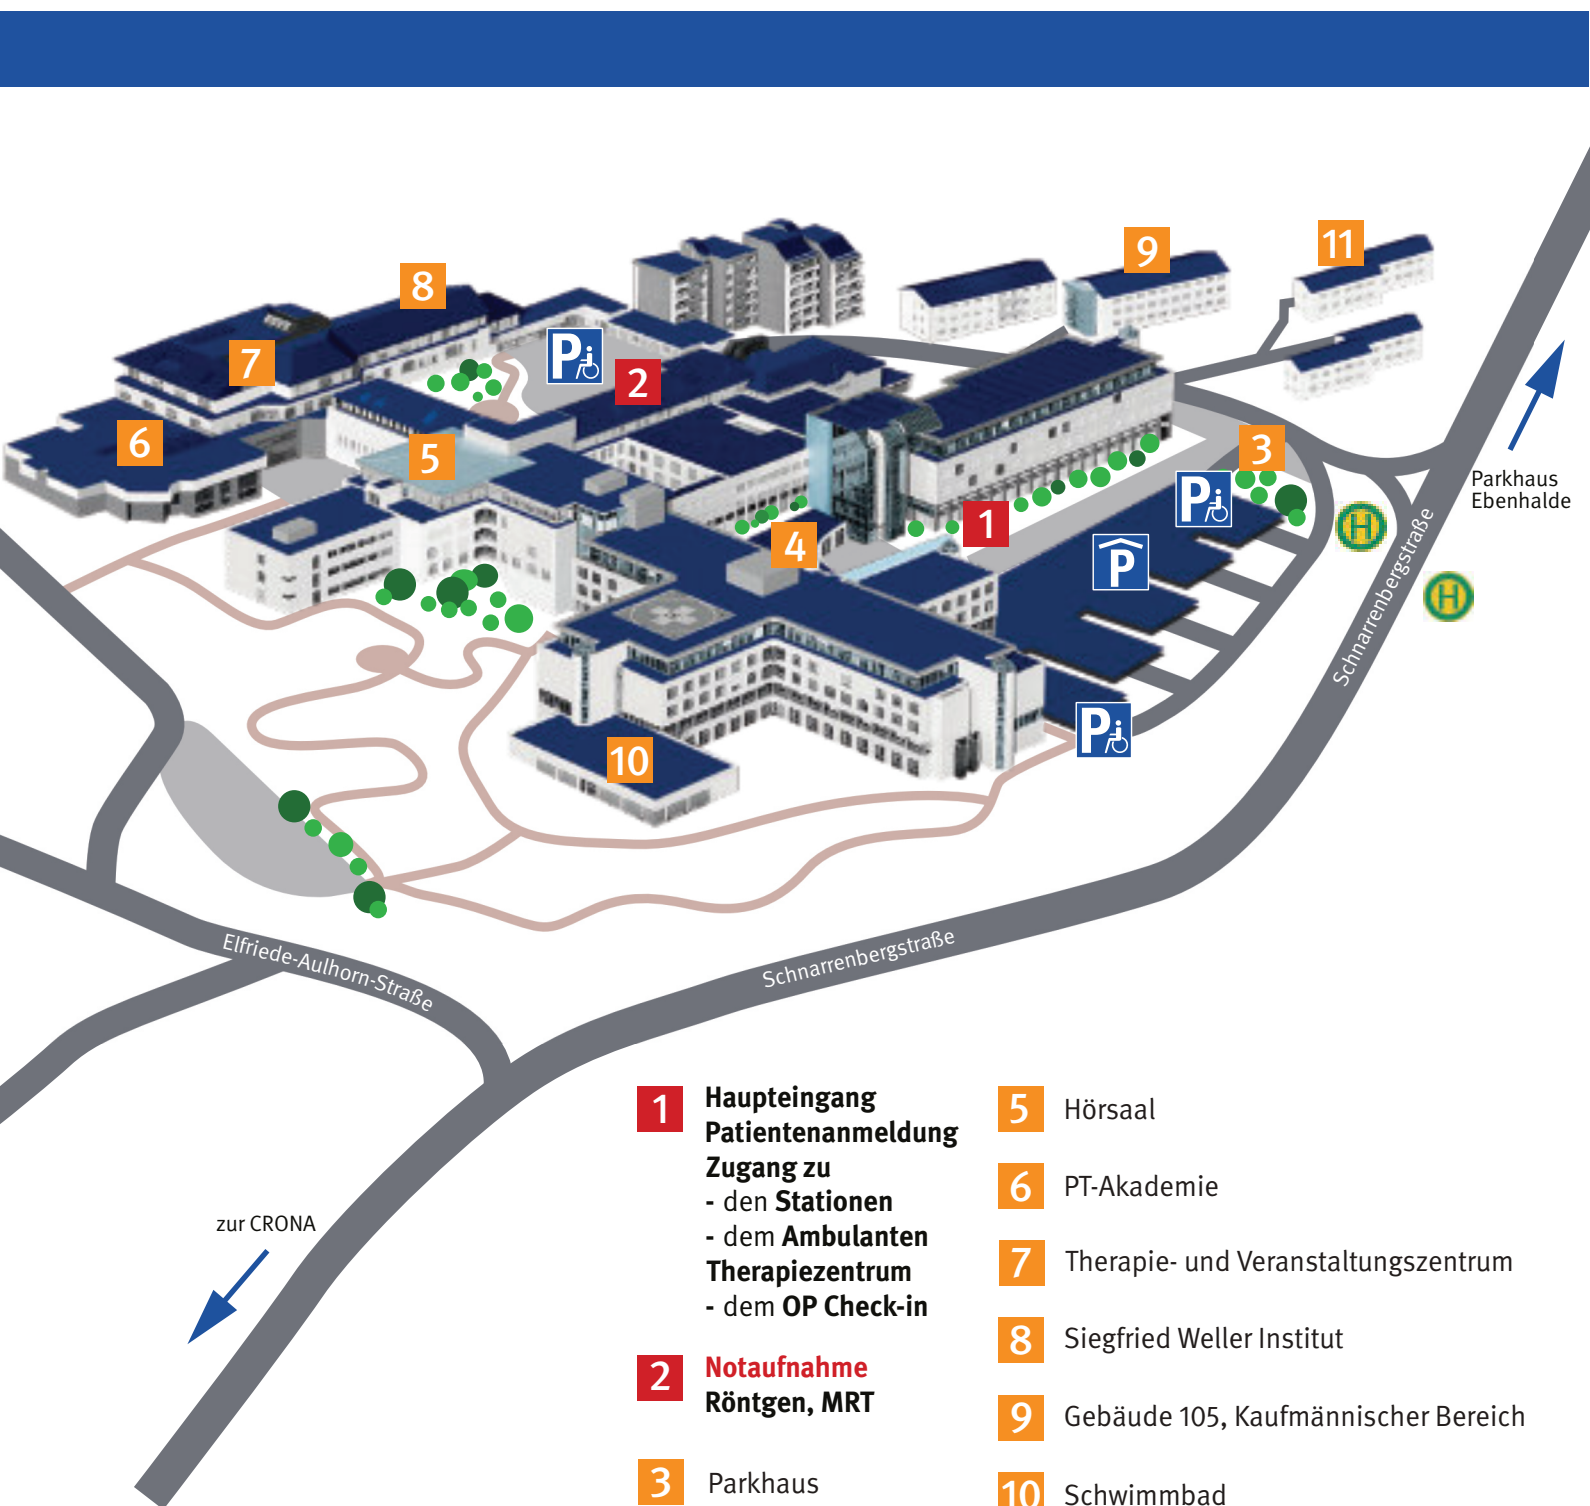 8
9
11
7
P
2
6
5
3
P
1
4
P
H
H
10
P
Parkhaus
Ebenhalde
Schnarrenbergstraße
Schnarrenbergstraße
Elfriede-Aulhorn-Straße
zur CRONA
1 Haupteingang
Patientenanmeldung
Zugang zu
- den Stationen
- dem Ambulanten
Therapiezentrum
- dem OP Check-in
2 Notaufnahme
Röntgen, MRT
3 Parkhaus
5 Hörsaal
6 PT-Akademie
7 Therapie- und Veranstaltungszentrum
8 Siegfried Weller Institut
9 Gebäude 105, Kaufmännischer Bereich
10 Schwimmbad